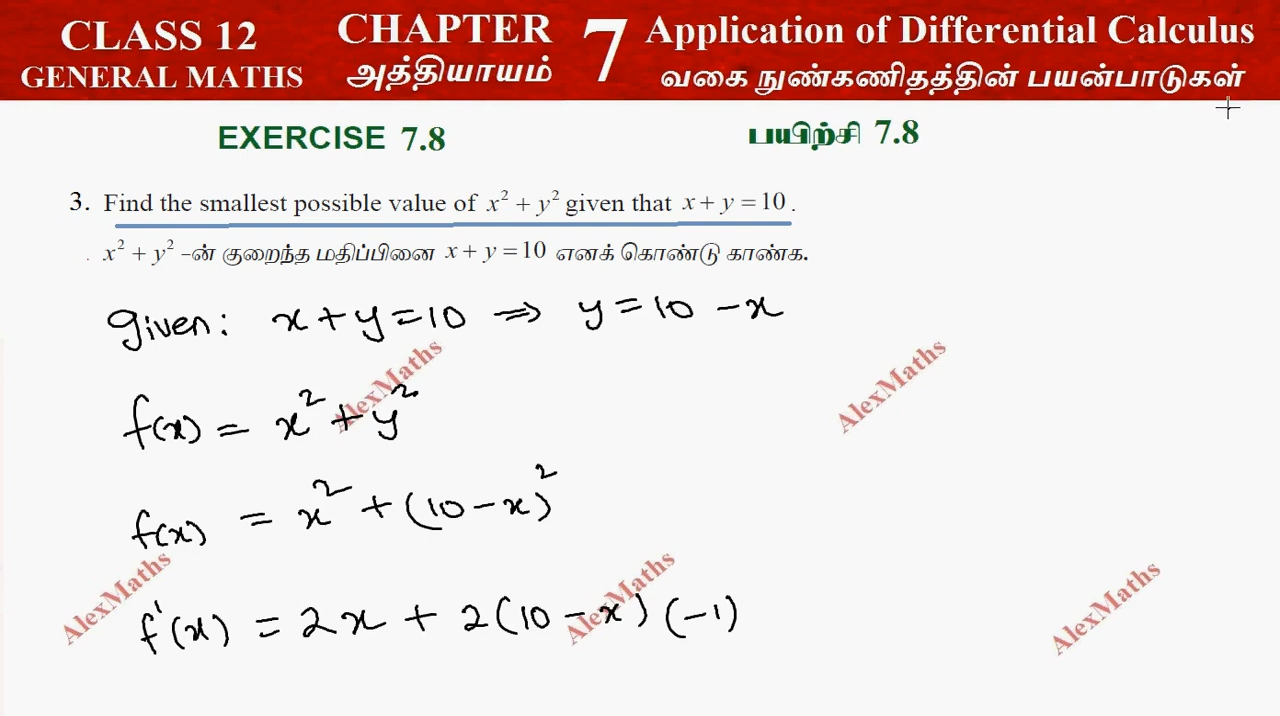 CLASS 12
GENERAL MATHS
CHAPTER
அத்தியாயம்
7
Application of Differential Calculus
வகை நுண்கணிதத்தின் பயன்பாடுகள்
EXERCISE 7.8
பயிற்சி 7.8
3. Find the smallest possible value of x² + y² given that x + y = 10 .
x² + y² -ன் குறைந்த மதிப்பினை x + y = 10 எனக் கொண்டு காண்க.
Given: x + y = 10 ⇒ y = 10 - x
f(x) = x² + y²
f(x) = x² + (10 - x)²
f'(x) = 2x + 2(10 - x)(-1)
AlexMaths
AlexMaths
AlexMaths
AlexMaths
AlexMaths